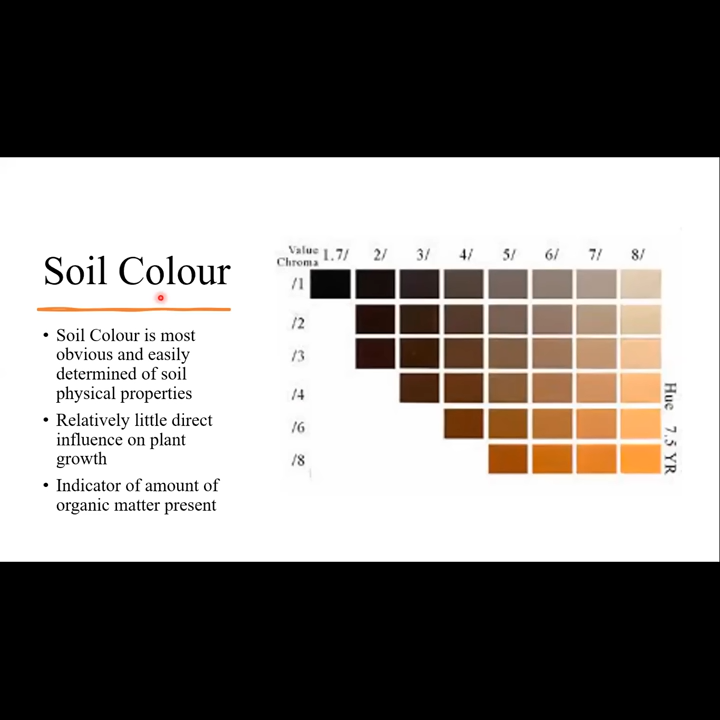 Soil Colour
• Soil Colour is most
obvious and easily
determined of soil
physical properties
• Relatively little direct
influence on plant
growth
• Indicator of amount of
organic matter present
Value 1.7/ 2/ 3/ 4/ 5/ 6/ 7/ 8/
Chroma
/1
/2
/3
/4
/6
/8
Hue 7.5 YR